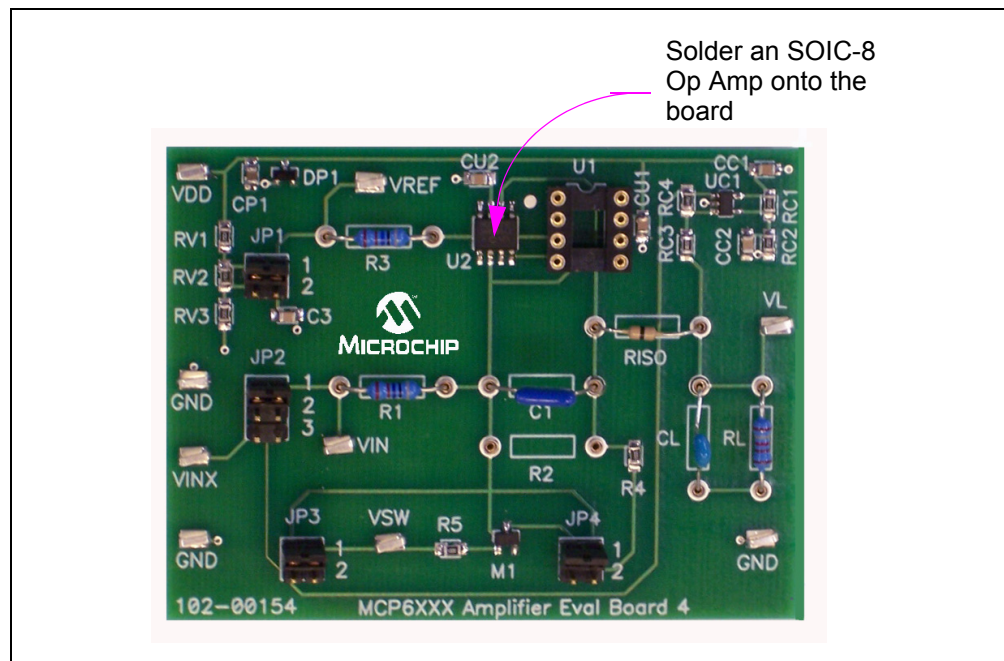 Solder an SOIC-8
Op Amp onto the
board
VDD
CP1
DP1
VREF
CU2
U1
CU1
CC1
UC1
RC4
RC1
RC3
CC2
RC2
RV1
JP1
1
2
R3
U2
RV2
RV3
C3
VL
MICROCHIP
RISO
JP2
1
2
3
GND
R1
C1
VIN
R2
CL
RL
VINX
R4
JP3
VSW
R5
JP4
1
2
M1
1
2
GND
GND
102-00154
MCP6XXX Amplifier Eval Board 4